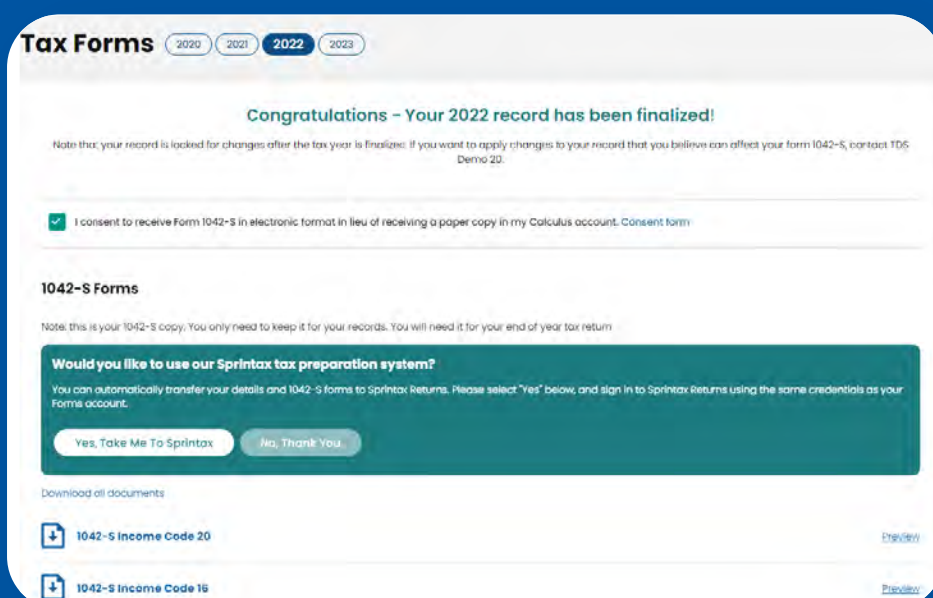 Tax Forms 2020 2021 2022 2023
Congratulations - Your 2022 record has been finalized!
Note that your record is locked for changes after the tax year is finalized. If you want to apply changes to your record that you believe can affect your form 1042-S, contact TDS
Demo 20.
I consent to receive Form 1042-S in electronic format in lieu of receiving a paper copy in my Calculus account. Consent form
1042-S Forms
Note: this is your 1042-S copy. You only need to keep it for your records. You will need it for your end of year tax return
Would you like to use our Sprintax tax preparation system?
You can automatically transfer your details and 1042-S forms to Sprintax Returns. Please select "Yes" below, and sign in to Sprintax Returns using the same credentials as your
Forms account.
Yes, Take Me To Sprintax No, Thank You
Download all documents
1042-S Income Code 20 Preview
1042-S Income Code 16 Preview